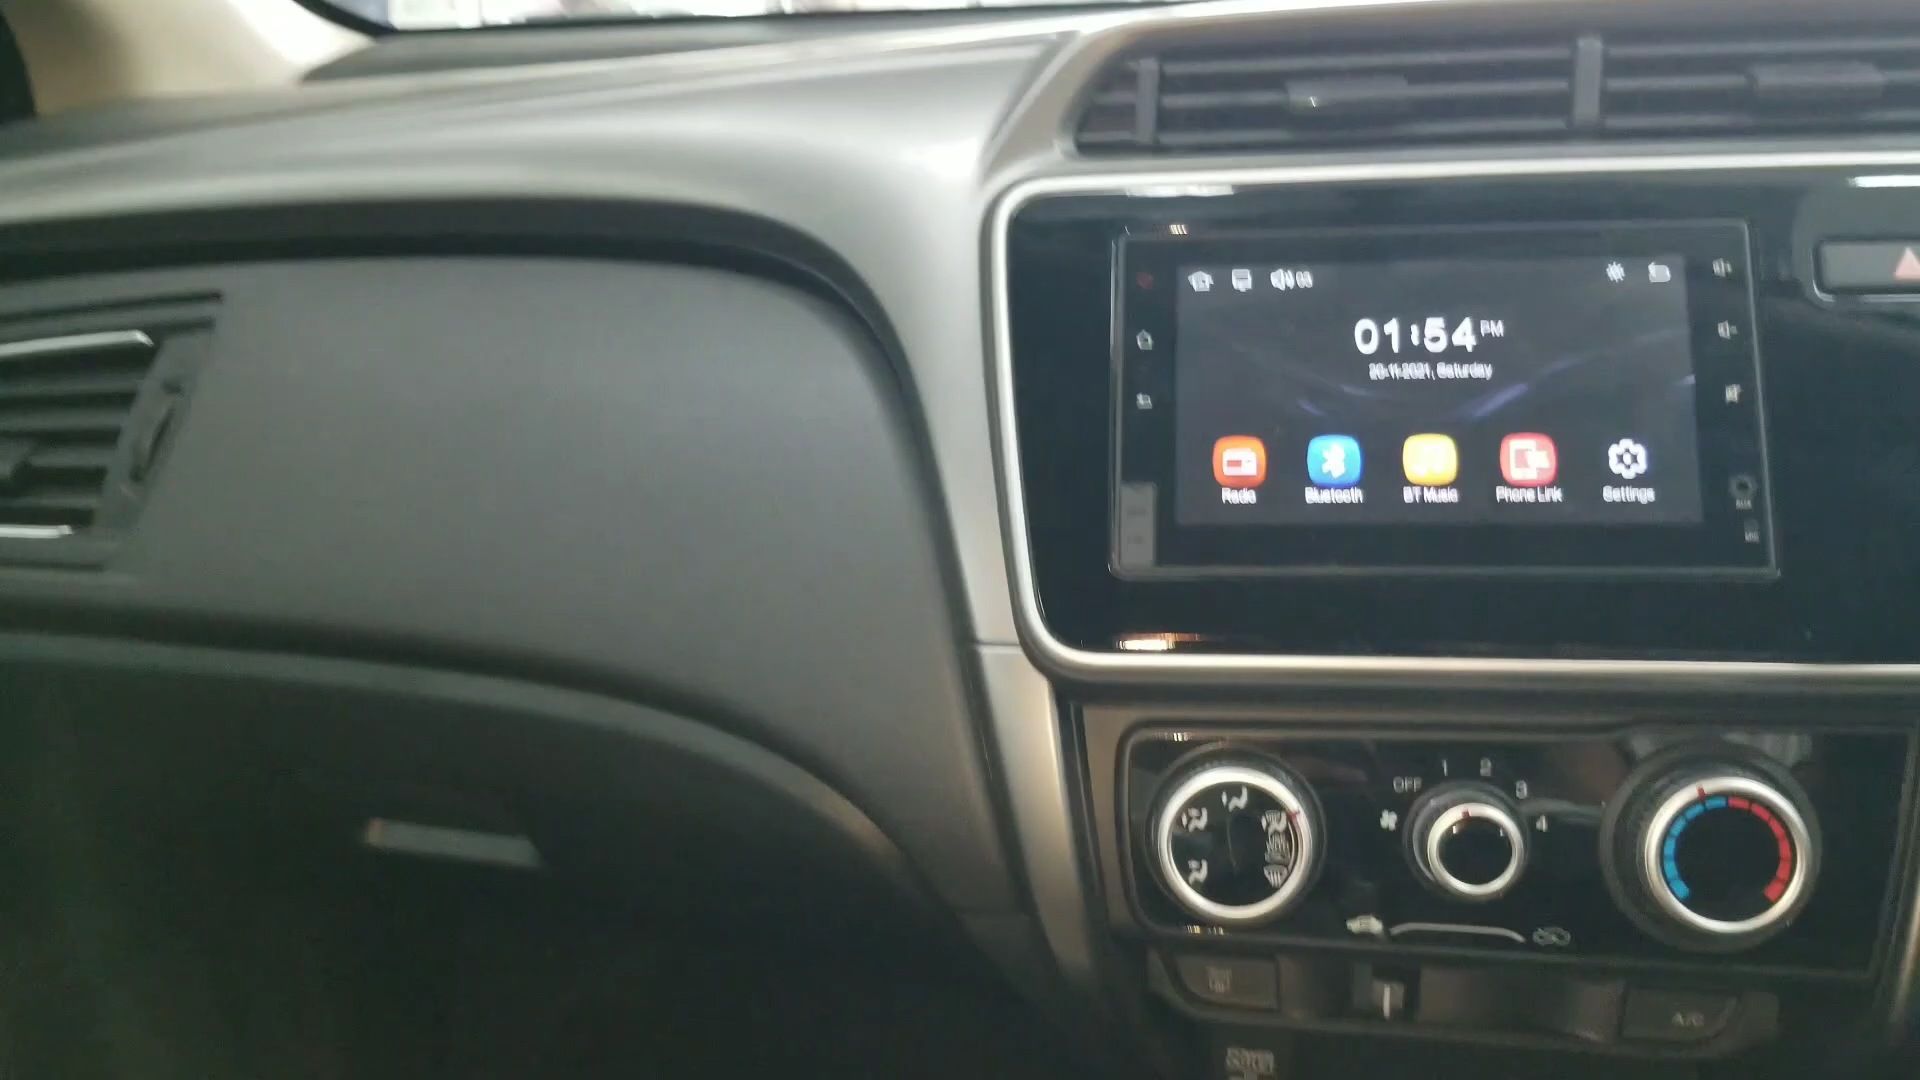 03
01:54 PM
20-11-2021, Saturday
Radio Bluetooth BT Music Phone Link Settings
OFF 1 2 3 4
A/C